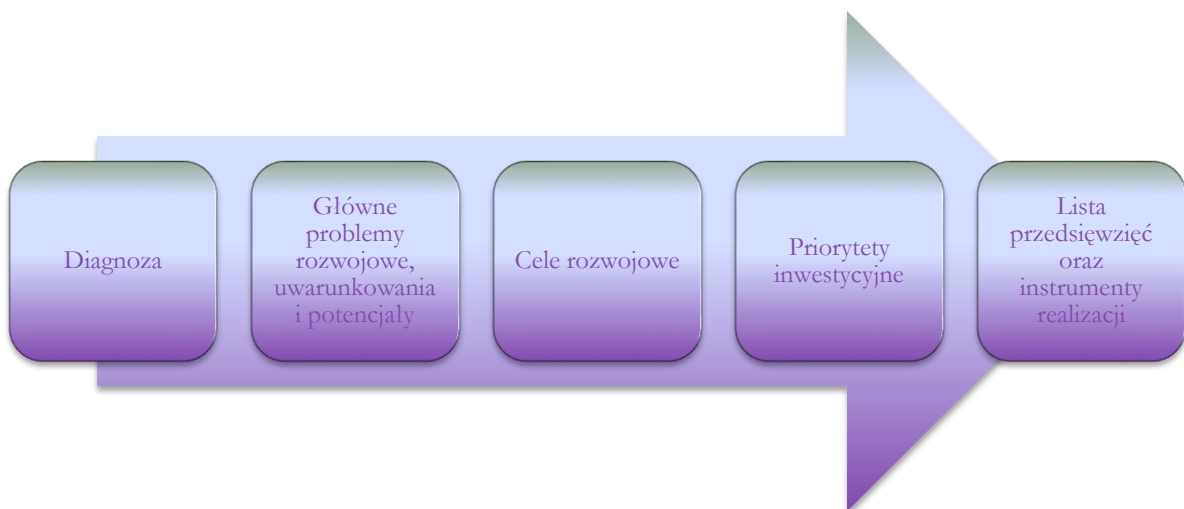 Diagnoza
Główne
problemy
rozwojowe,
uwarunkowania
i potencjały
Cele rozwojowe
Priorytety
inwestycyjne
Lista
przedsięwzięć
oraz
instrumenty
realizacji